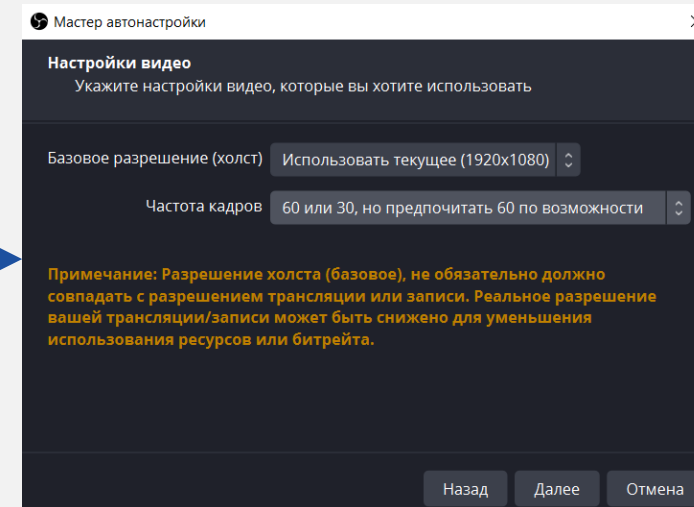 Мастер автонастройки
Настройки видео
Укажите настройки видео, которые вы хотите использовать
Базовое разрешение (холст) Использовать текущее (1920x1080)
Частота кадров 60 или 30, но предпочитать 60 по возможности
Примечание: Разрешение холста (базовое), не обязательно должно
совпадать с разрешением трансляции или записи. Реальное разрешение
вашей трансляции/записи может быть снижено для уменьшения
использования ресурсов или битрейта.
Назад Далее Отмена